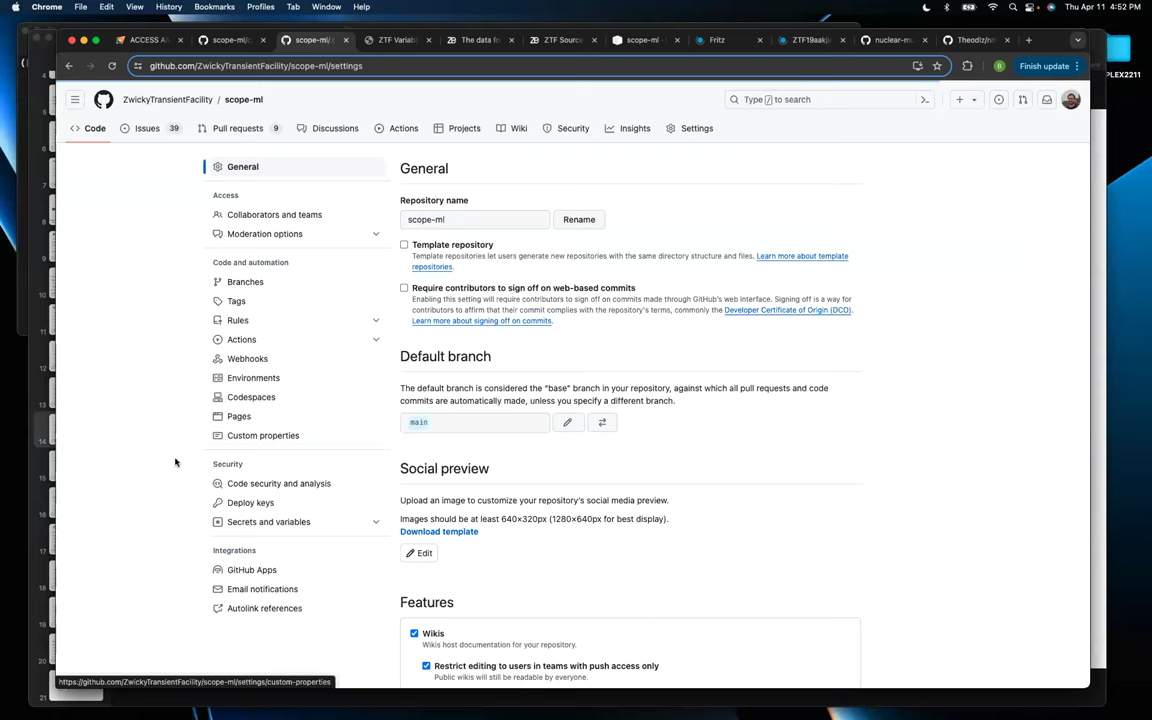 Chrome File Edit View History Bookmarks Profiles Tab Window Help Thu Apr 11 4:52 PM
ACCESS Al scope-ml/c scope-ml/ ZTF Variabl The data fo ZTF Source scope-ml Fritz ZTF19aakj nuclear-mu Theodlz/nm
github.com/ZwickyTransientFacility/scope-ml/settings B Finish update
PLEX2211
ZwickyTransientFacility / scope-ml Type / to search
Code Issues 39 Pull requests 9 Discussions Actions Projects Wiki Security Insights Settings
General
Access
Collaborators and teams
Moderation options
Code and automation
Branches
Tags
Rules
Actions
Webhooks
Environments
Codespaces
Pages
Custom properties
Security
Code security and analysis
Deploy keys
Secrets and variables
Integrations
GitHub Apps
Email notifications
Autolink references
General
Repository name
scope-ml Rename
Template repository
Template repositories let users generate new repositories with the same directory structure and files. Learn more about template
repositories.
Require contributors to sign off on web-based commits
Enabling this setting will require contributors to sign off on commits made through GitHub's web interface. Signing off is a way for
contributors to affirm that their commit complies with the repository's terms, commonly the Developer Certificate of Origin (DCO).
Learn more about signing off on commits.
Default branch
The default branch is considered the "base" branch in your repository, against which all pull requests and code
commits are automatically made, unless you specify a different branch.
main
Social preview
Upload an image to customize your repository's social media preview.
Images should be at least 640×320px (1280×640px for best display).
Download template
Edit
Features
Wikis
Wikis host documentation for your repository.
Restrict editing to users in teams with push access only
Public wikis will still be readable by everyone.
https://github.com/ZwickyTransientFacility/scope-ml/settings/custom-properties